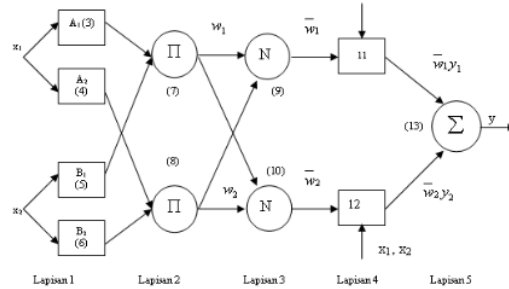 x₁
A₁(3)
A₂
(4)
x₂
B₁
(5)
B₂
(6)
Π
(7)
(8)
Π
w₁
w₂
N
(9)
(10)
N
w̅₁
w̅₂
11
12
x₁, x₂
w̅₁y₁
(13)
Σ
y
w̅₂y₂
Lapisan 1
Lapisan 2
Lapisan 3
Lapisan 4
Lapisan 5